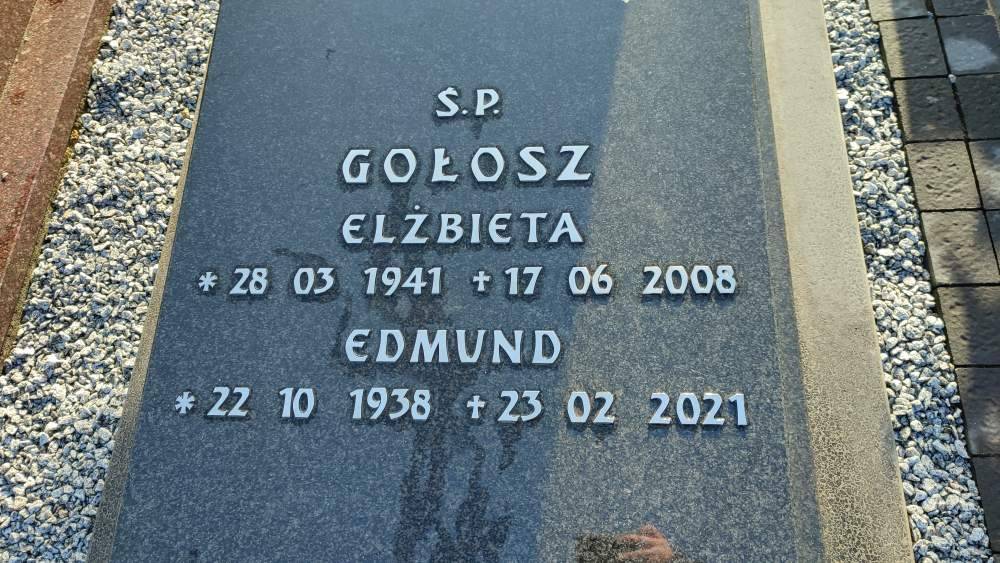 Ś.P.
GOŁOSZ
ELŻBIETA
* 28 03 1941 ✝ 17 06 2008
EDMUND
* 22 10 1938 ✝ 23 02 2021